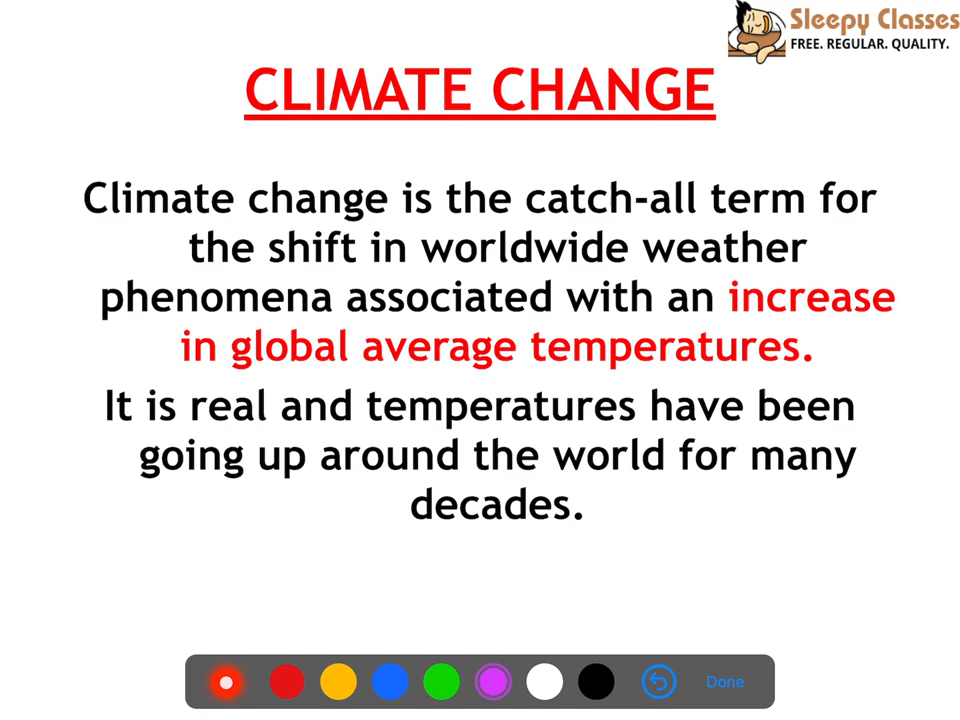 Sleepy Classes
FREE. REGULAR. QUALITY.
CLIMATE CHANGE
Climate change is the catch-all term for
the shift in worldwide weather
phenomena associated with an increase
in global average temperatures.
It is real and temperatures have been
going up around the world for many
decades.
Done